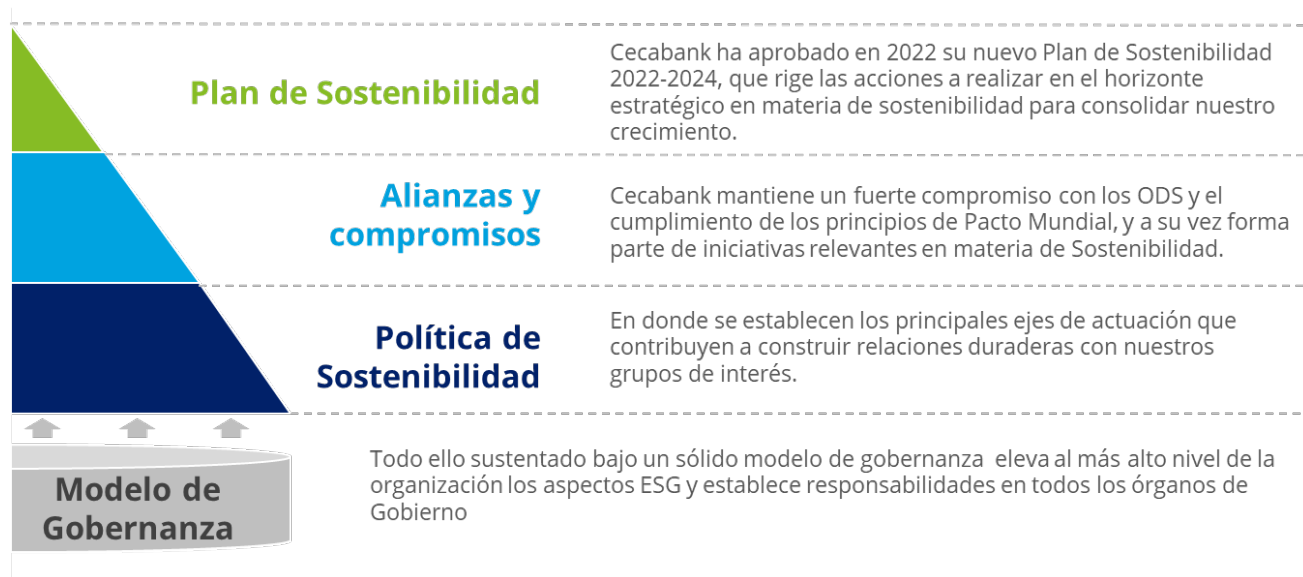 Plan de Sostenibilidad
Cecabank ha aprobado en 2022 su nuevo Plan de Sostenibilidad
2022-2024, que rige las acciones a realizar en el horizonte
estratégico en materia de sostenibilidad para consolidar nuestro
crecimiento.
Alianzas y
compromisos
Cecabank mantiene un fuerte compromiso con los ODS y el
cumplimiento de los principios de Pacto Mundial, y a su vez forma
parte de iniciativas relevantes en materia de Sostenibilidad.
Política de
Sostenibilidad
En donde se establecen los principales ejes de actuación que
contribuyen a construir relaciones duraderas con nuestros
grupos de interés.
Modelo de
Gobernanza
Todo ello sustentado bajo un sólido modelo de gobernanza eleva al más alto nivel de la
organización los aspectos ESG y establece responsabilidades en todos los órganos de
Gobierno